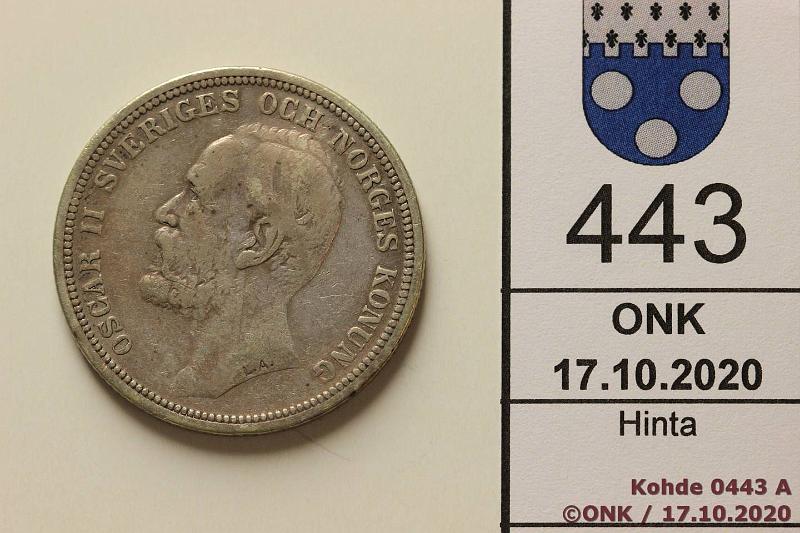 OSCAR II SVERIGES OCH NORGES KONUNG
L.A.
443
ONK
17.10.2020
Hinta
Kohde 0443 A
©ONK / 17.10.2020